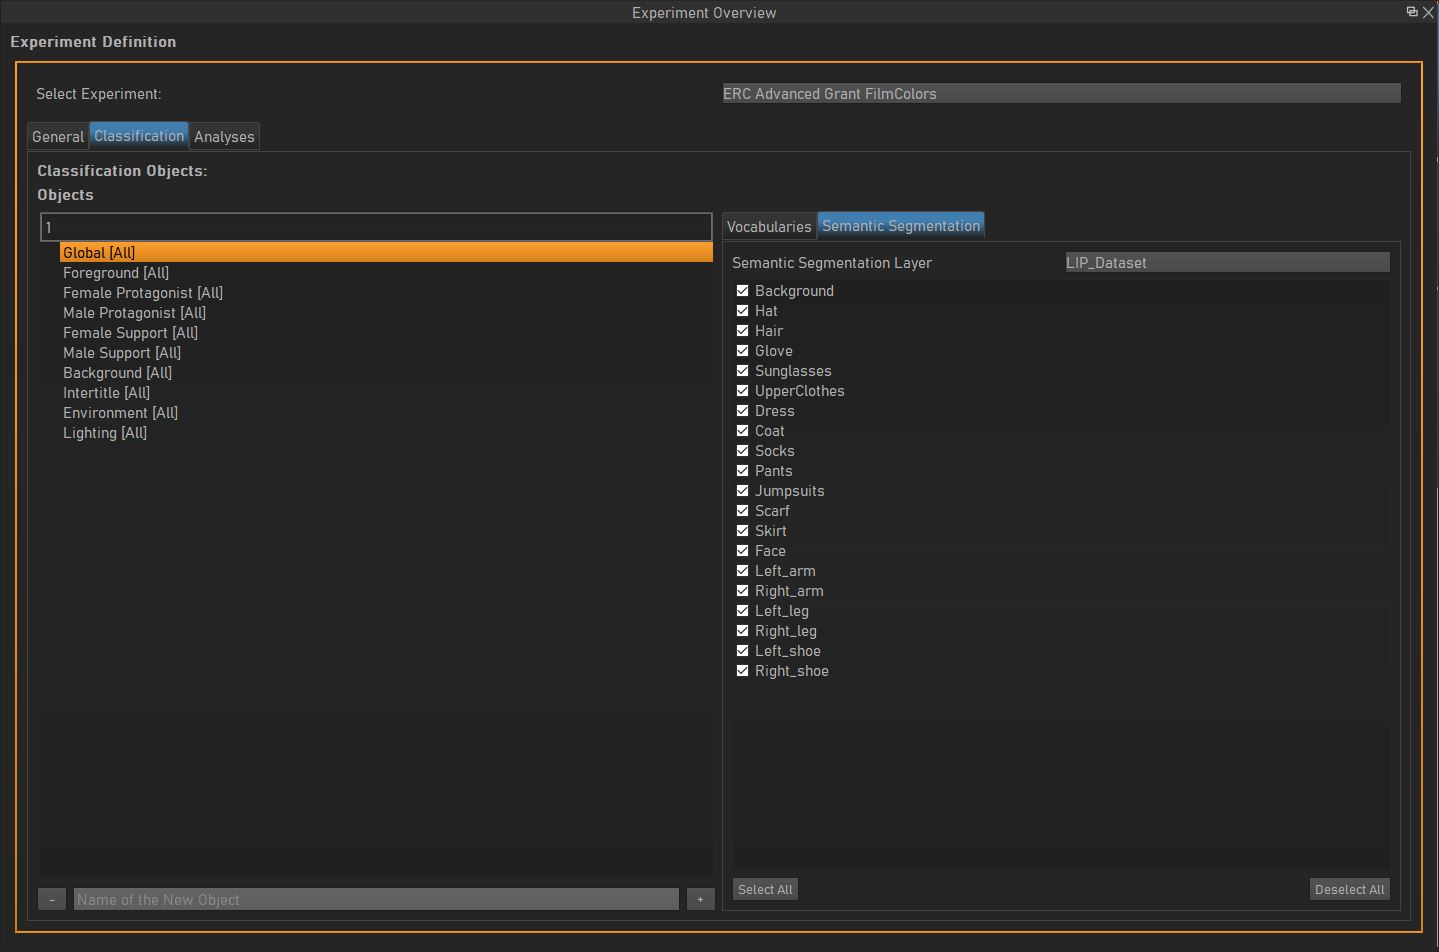 Experiment Overview
Experiment Definition
Select Experiment:
ERC Advanced Grant FilmColors
General Classification Analyses
Classification Objects:
Objects
1
Global [All]
Foreground [All]
Female Protagonist [All]
Male Protagonist [All]
Female Support [All]
Male Support [All]
Background [All]
Intertitle [All]
Environment [All]
Lighting [All]
- Name of the New Object +
Vocabularies Semantic Segmentation
Semantic Segmentation Layer LIP_Dataset
Background
Hat
Hair
Glove
Sunglasses
UpperClothes
Dress
Coat
Socks
Pants
Jumpsuits
Scarf
Skirt
Face
Left_arm
Right_arm
Left_leg
Right_leg
Left_shoe
Right_shoe
Select All Deselect All